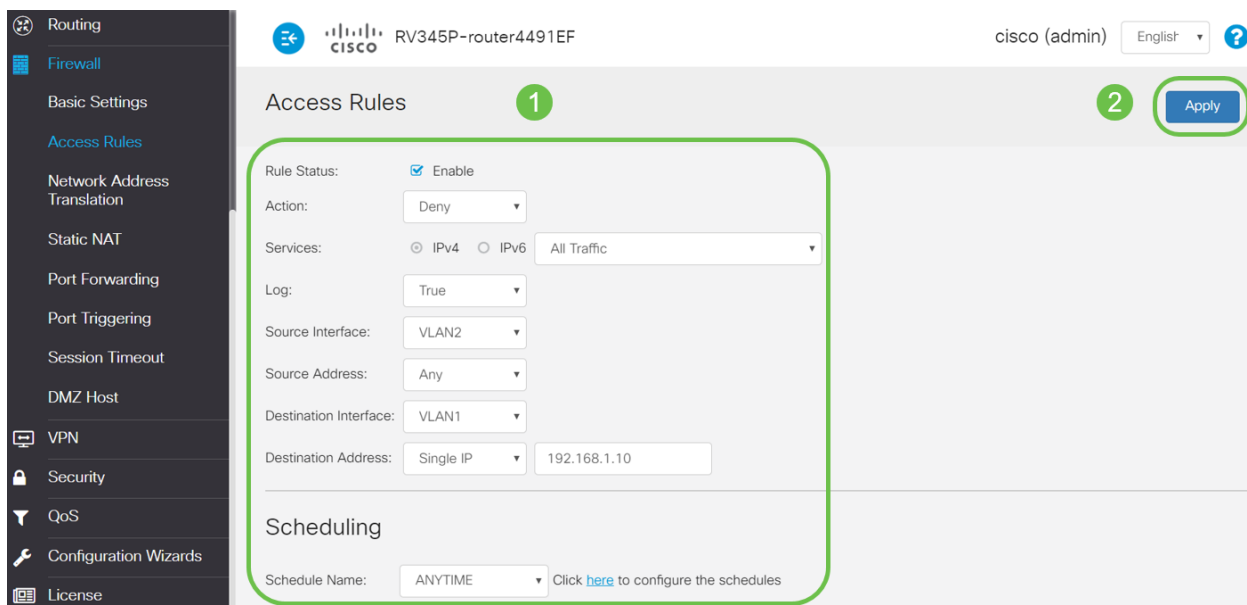 Routing
Firewall
Basic Settings
Access Rules
Network Address
Translation
Static NAT
Port Forwarding
Port Triggering
Session Timeout
DMZ Host
VPN
Security
QoS
Configuration Wizards
License
CISCO RV345P-router4491EF
cisco (admin) English ?
Access Rules 1 2 Apply
Rule Status: Enable
Action: Deny
Services: IPv4 IPv6 All Traffic
Log: True
Source Interface: VLAN2
Source Address: Any
Destination Interface: VLAN1
Destination Address: Single IP 192.168.1.10
Scheduling
Schedule Name: ANYTIME Click here to configure the schedules